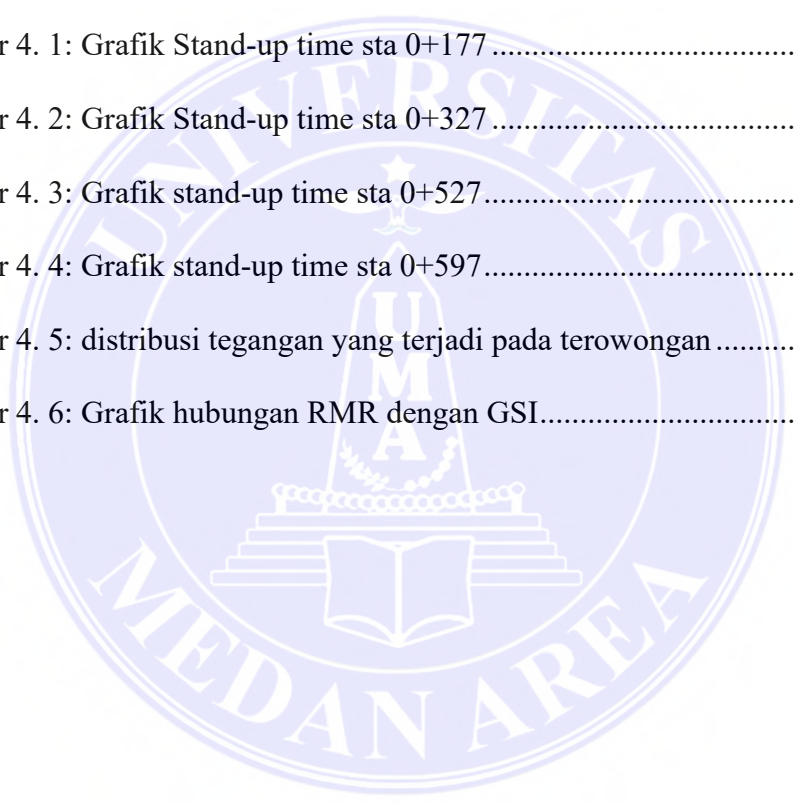 r 4. 1: Grafik Stand-up time sta 0+177....................................
r 4. 2: Grafik Stand-up time sta 0+327....................................
r 4. 3: Grafik stand-up time sta 0+527.....................................
r 4. 4: Grafik stand-up time sta 0+597.....................................
r 4. 5: distribusi tegangan yang terjadi pada terowongan..........
r 4. 6: Grafik hubungan RMR dengan GSI..............................
UNIVERSITAS
U
M
A
MEDAN AREA